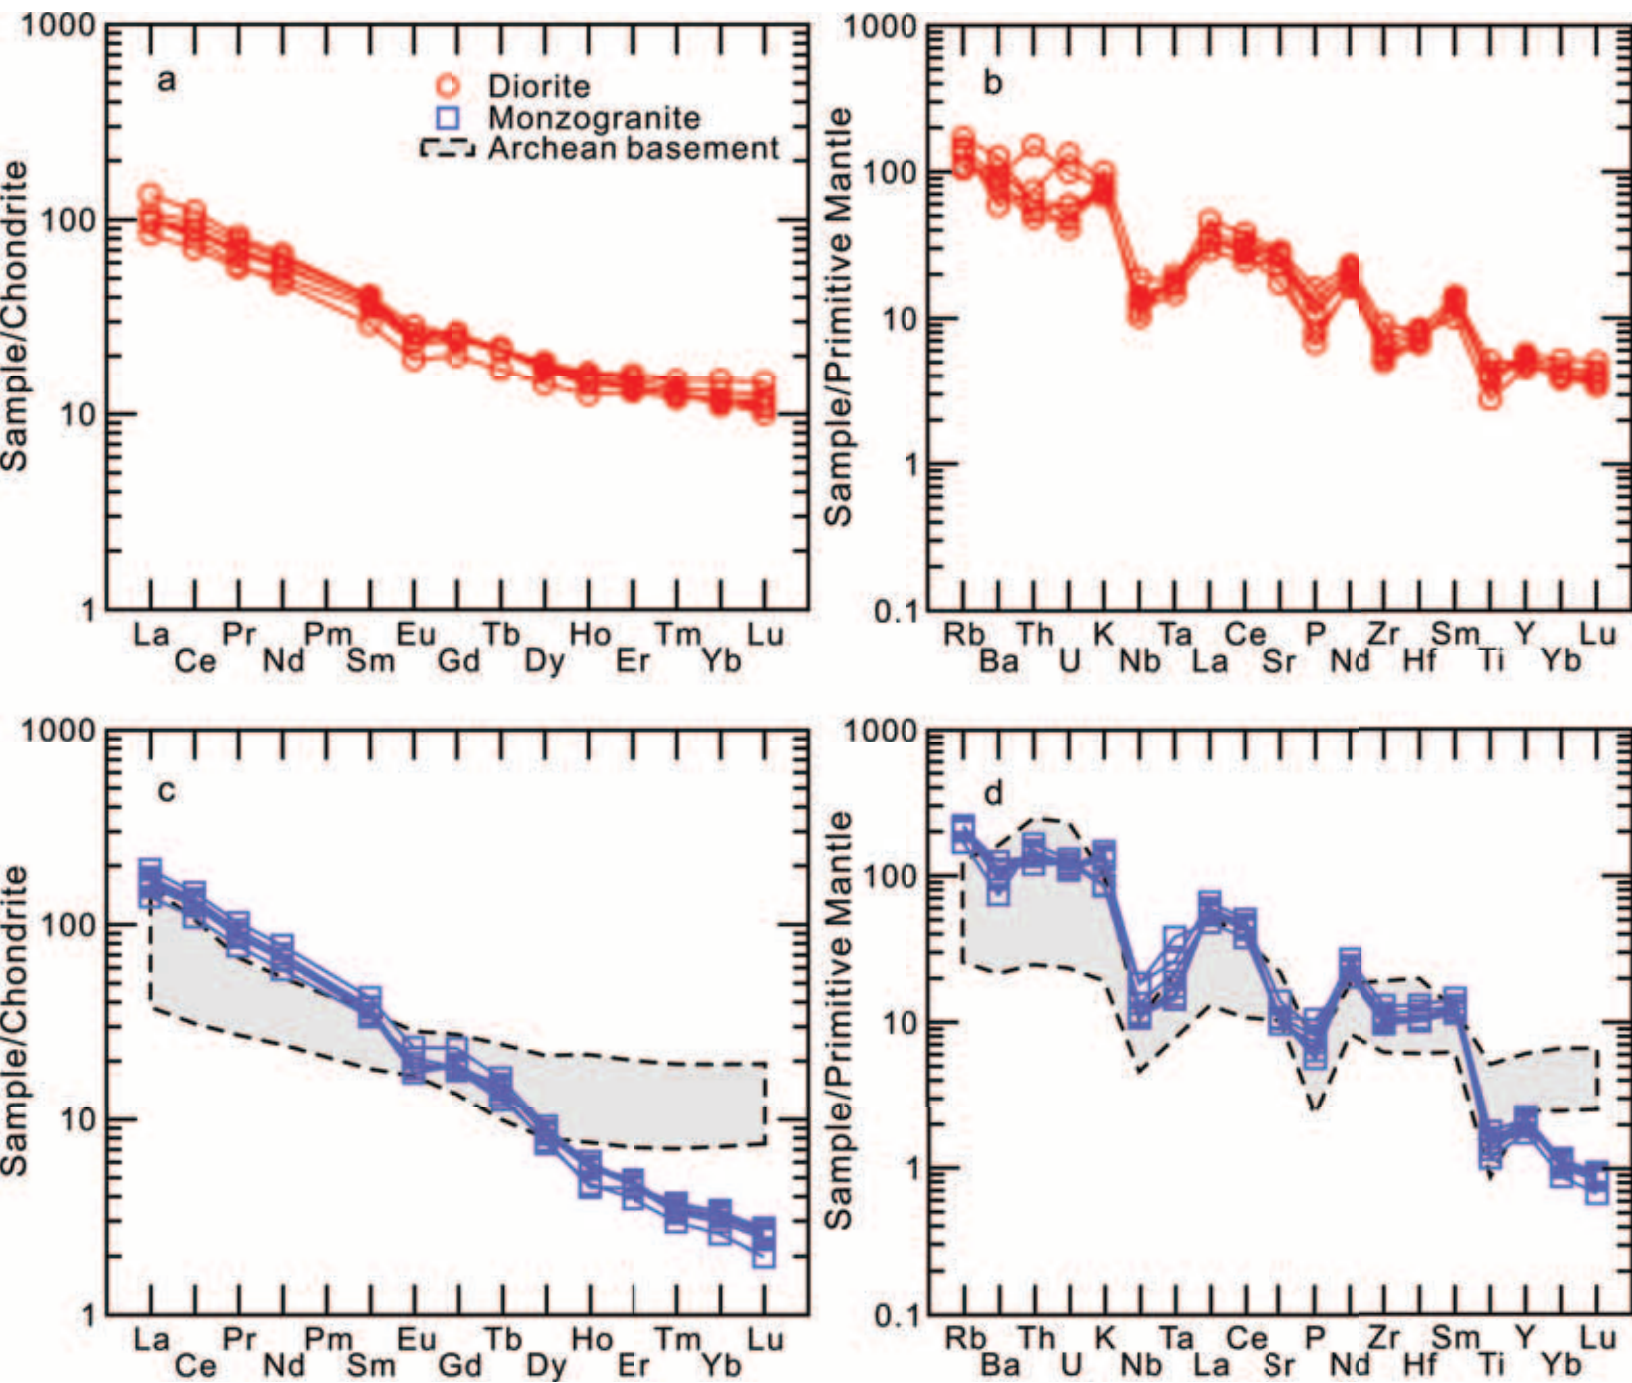 1000
100
10
1
Sample/Chondrite
a
Diorite
Monzogranite
Archean basement
La Pr Pm Eu Tb Ho Tm Lu
Ce Nd Sm Gd Dy Er Yb
1000
100
10
1
0.1
Sample/Primitive Mantle
b
Rb Th K Ta Ce P Zr Sm Y Lu
Ba U Nb La Sr Nd Hf Ti Yb
1000
100
10
1
Sample/Chondrite
c
La Pr Pm Eu Tb Ho Tm Lu
Ce Nd Sm Gd Dy Er Yb
1000
100
10
1
0.1
Sample/Primitive Mantle
d
Rb Th K Ta Ce P Zr Sm Y Lu
Ba U Nb La Sr Nd Hf Ti Yb